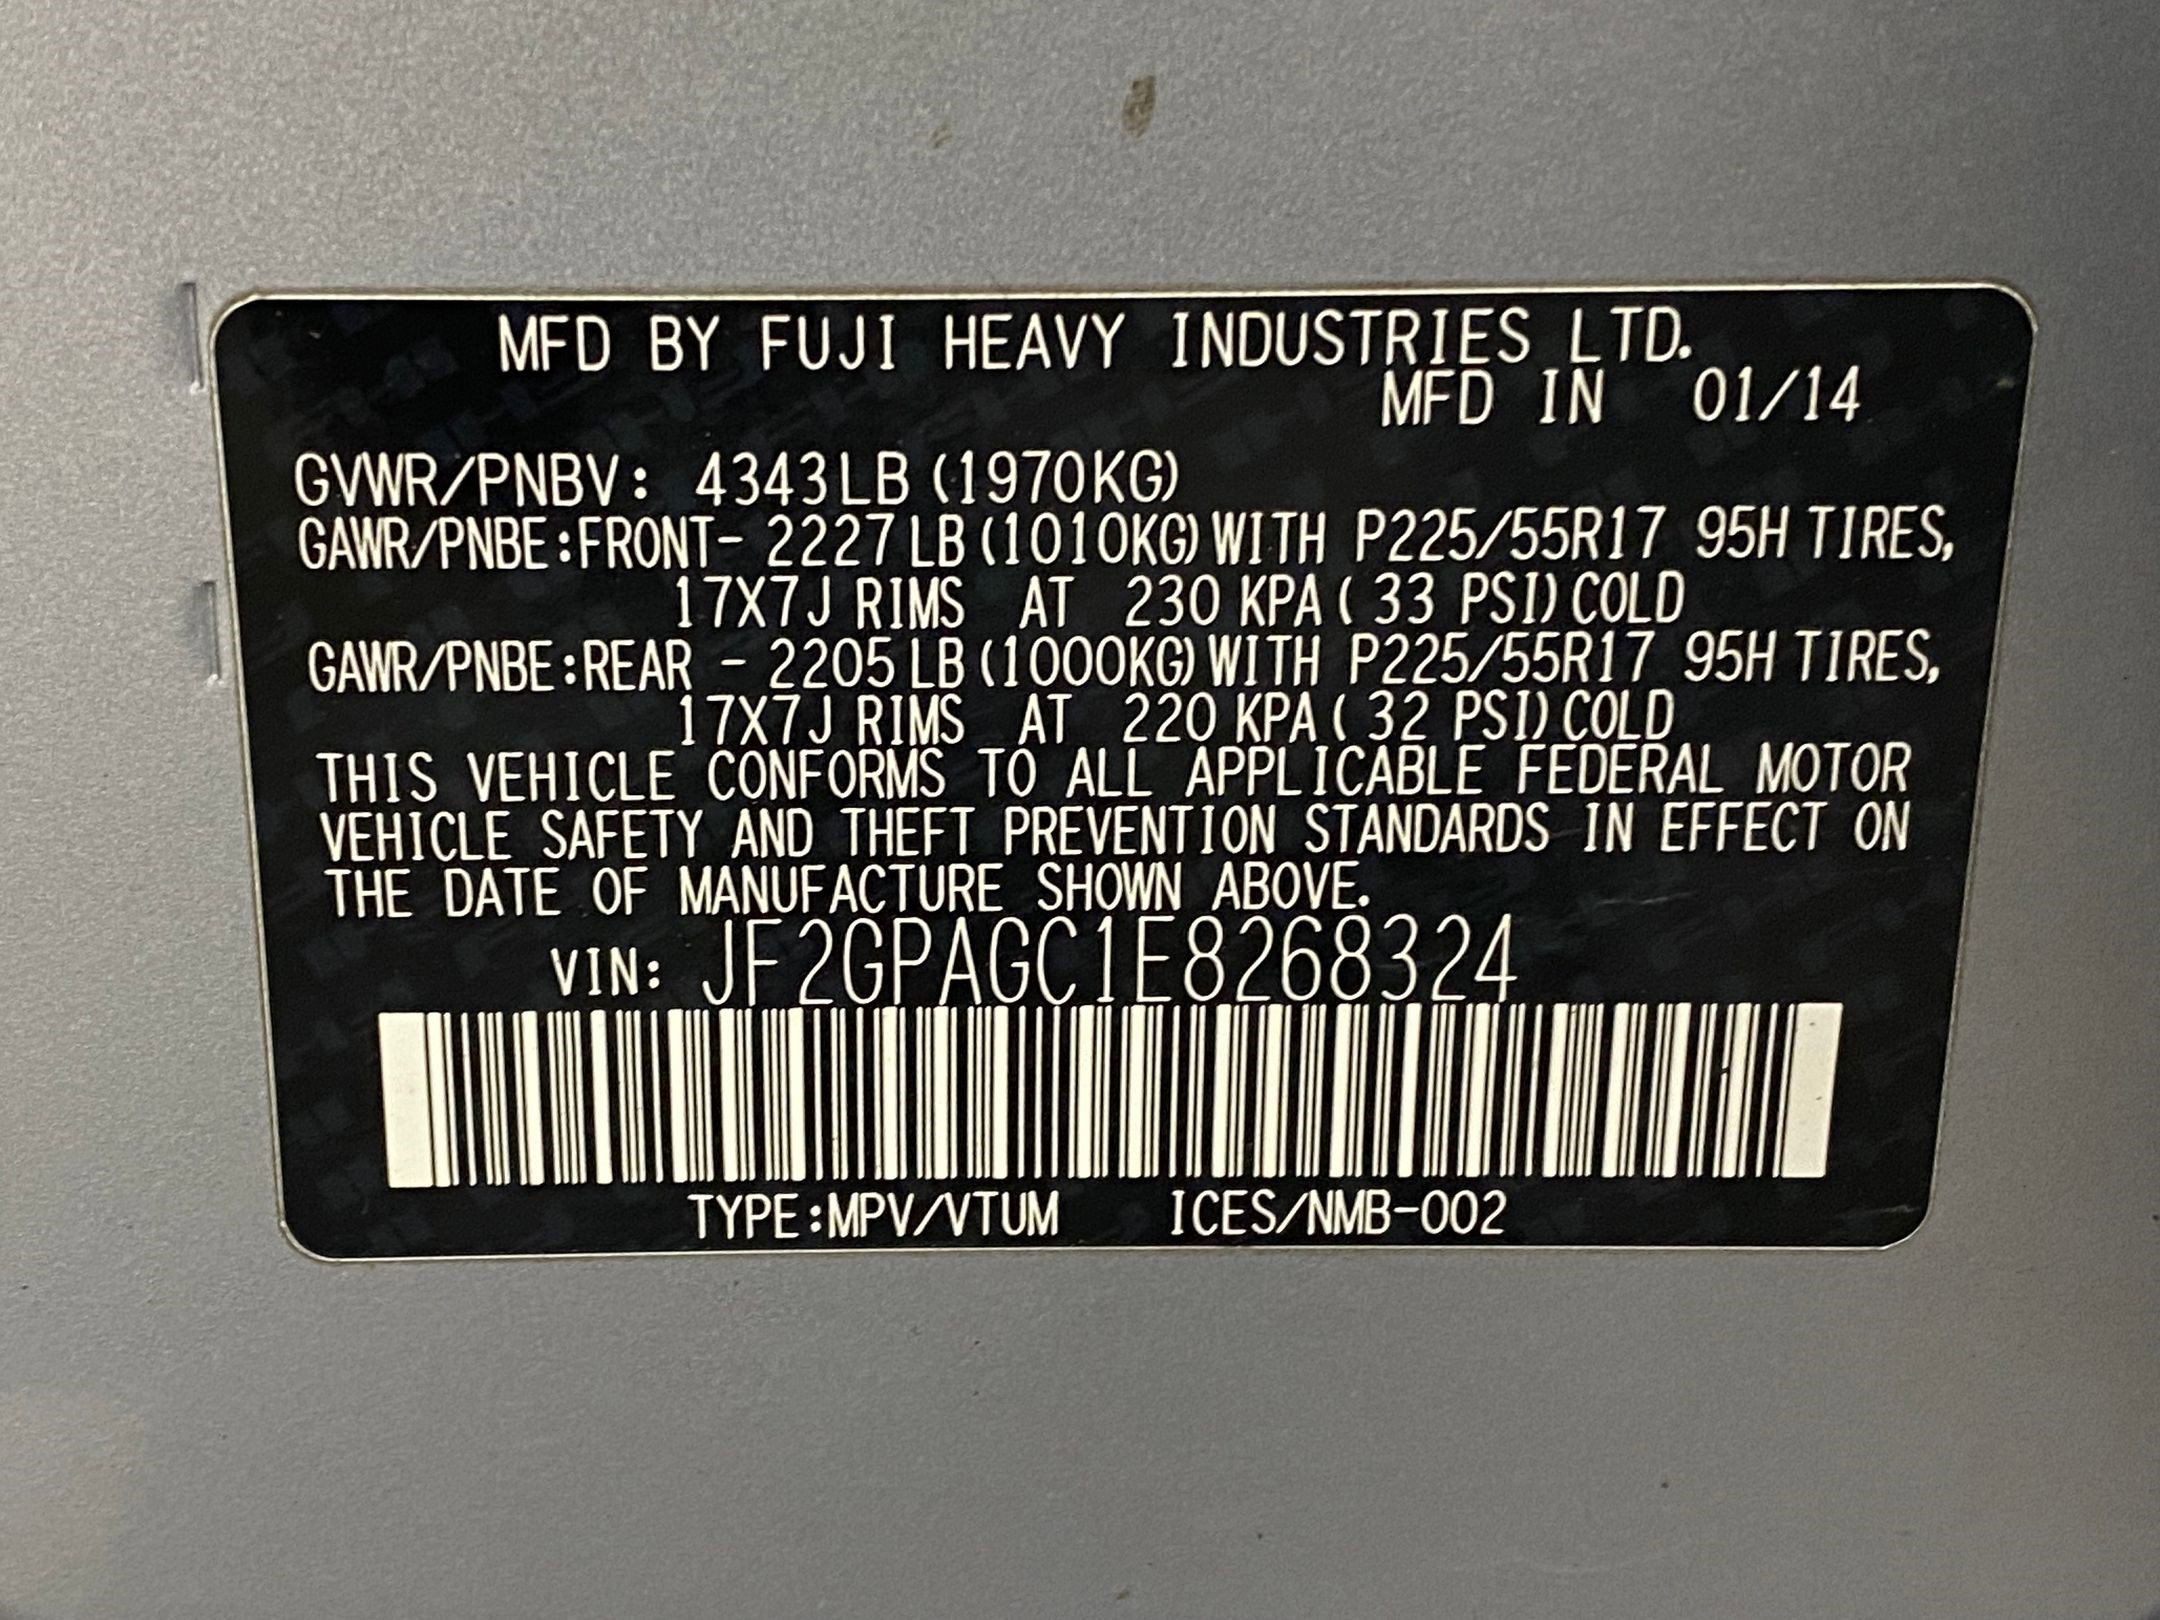 MFD BY FUJI HEAVY INDUSTRIES LTD.
MFD IN 01/14
GVWR/PNBV: 4343LB (1970KG)
GAWR/PNBE:FRONT- 2227LB (1010KG) WITH P225/55R17 95H TIRES,
17X7J RIMS AT 230 KPA ( 33 PSI) COLD
GAWR/PNBE:REAR - 2205LB (1000KG) WITH P225/55R17 95H TIRES,
17X7J RIMS AT 220 KPA ( 32 PSI) COLD
THIS VEHICLE CONFORMS TO ALL APPLICABLE FEDERAL MOTOR
VEHICLE SAFETY AND THEFT PREVENTION STANDARDS IN EFFECT ON
THE DATE OF MANUFACTURE SHOWN ABOVE.
VIN: JF2GPAGC1E8268324
TYPE:MPV/VTUM ICES/NMB-002